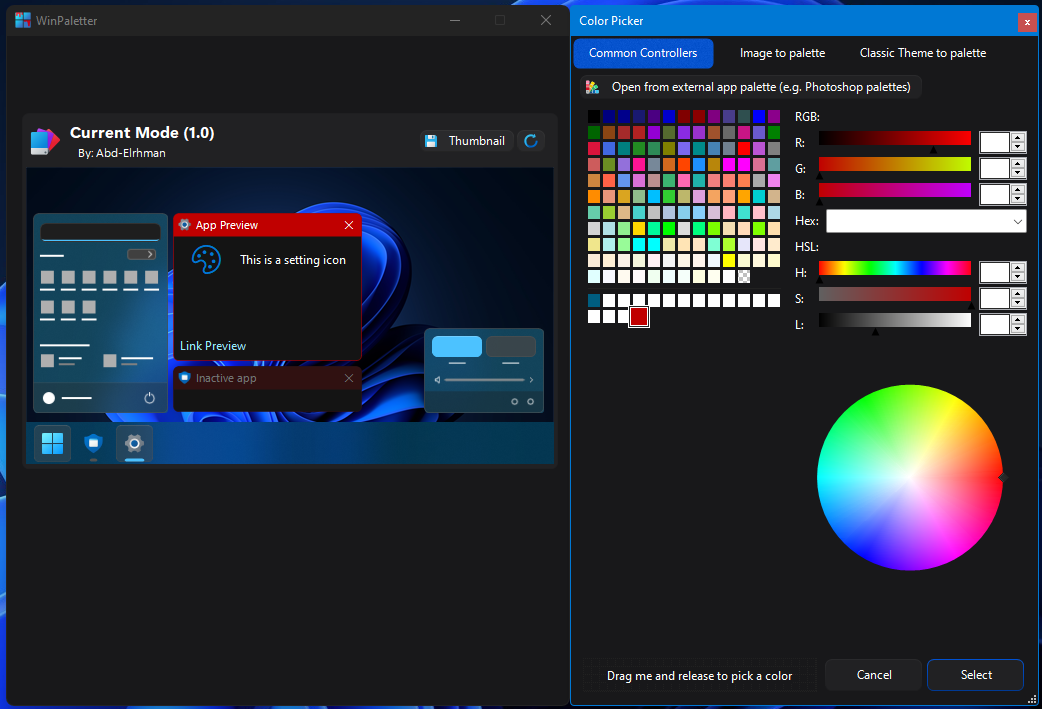 WinPaletter
Current Mode (1.0)
By: Abd-Elrhman
Thumbnail
App Preview
This is a setting icon
Link Preview
Inactive app
Color Picker
x
Common Controllers
Image to palette
Classic Theme to palette
Open from external app palette (e.g. Photoshop palettes)
RGB:
R:
G:
B:
Hex:
HSL:
H:
S:
L:
Drag me and release to pick a color
Cancel
Select